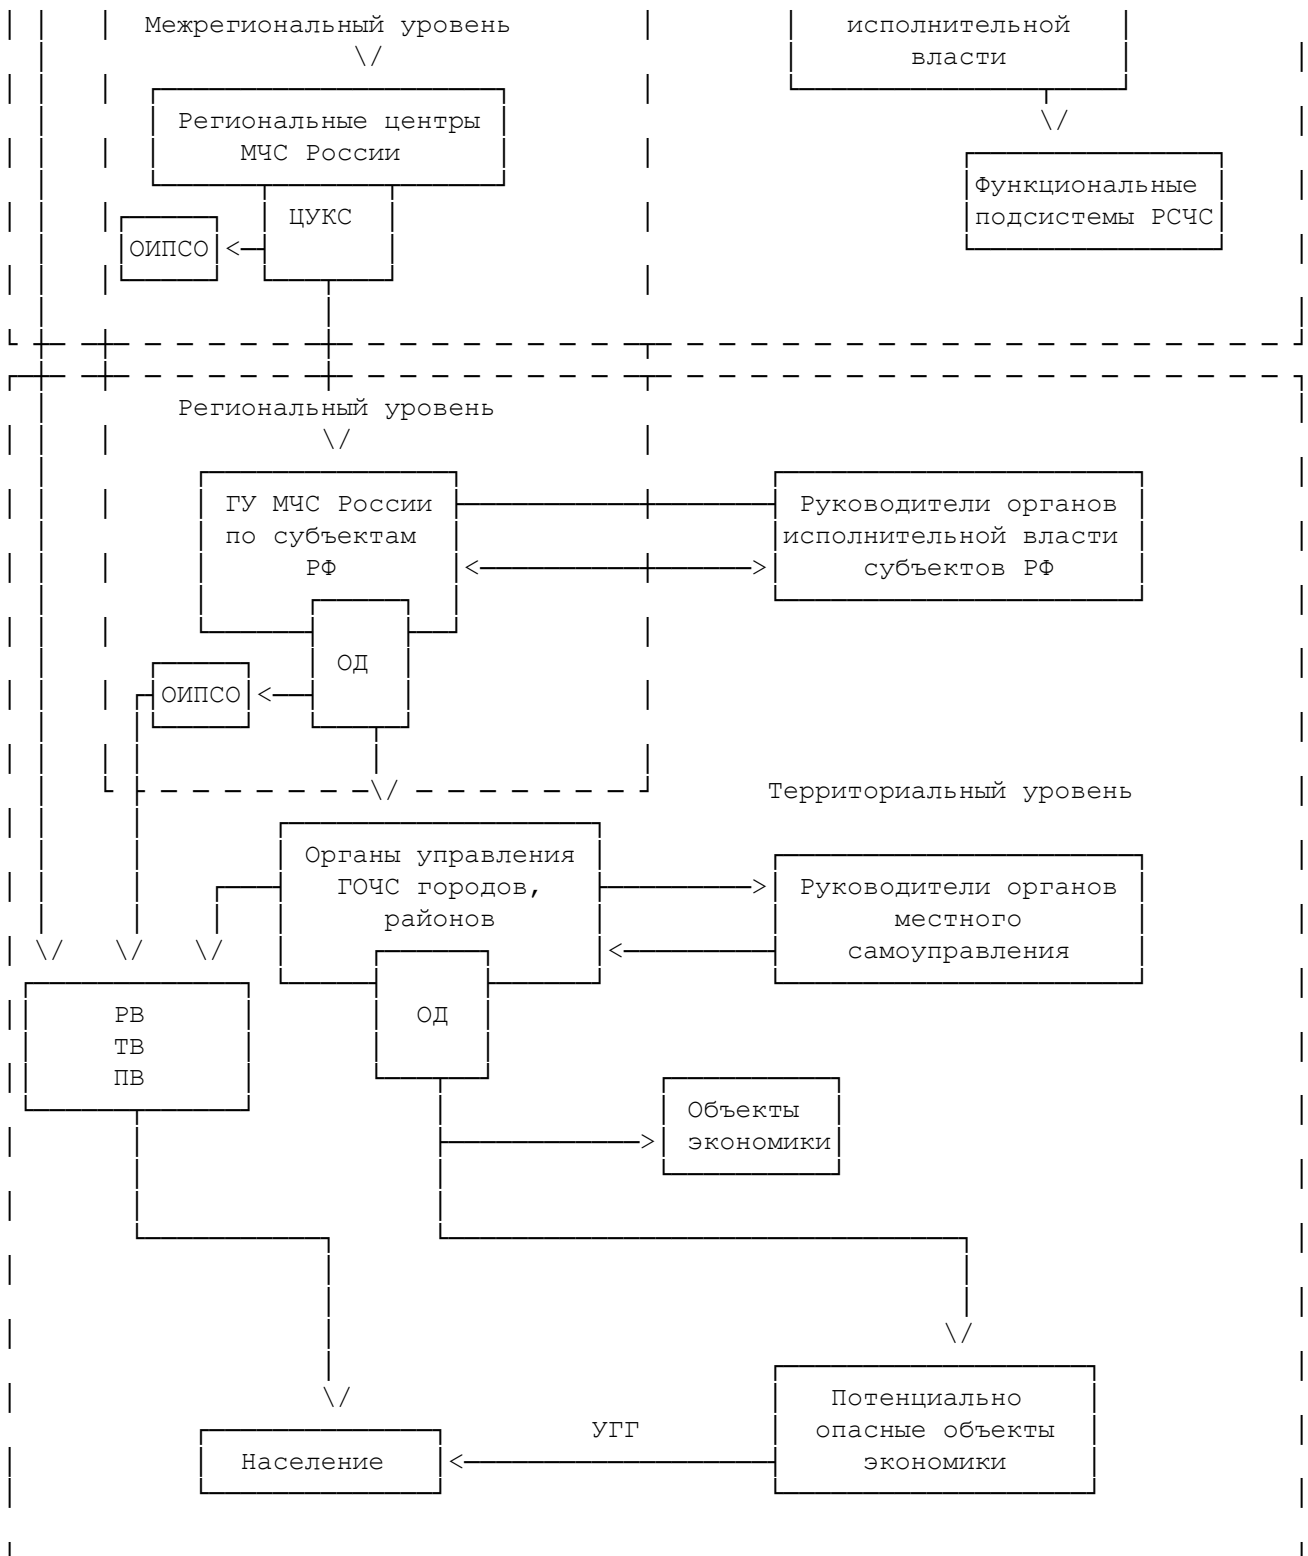 Межрегиональный уровень
исполнительной
власти
Региональные центры
МЧС России
ЦУКС
ОИПСО
Функциональные
подсистемы РСЧС
Региональный уровень
ГУ МЧС России
по субъектам
РФ
Руководители органов
исполнительной власти
субъектов РФ
ОД
ОИПСО
Территориальный уровень
Органы управления
ГОЧС городов,
районов
Руководители органов
местного
самоуправления
ОД
РВ
ТВ
ПВ
Объекты
экономики
Потенциально
опасные объекты
экономики
УГГ
Население